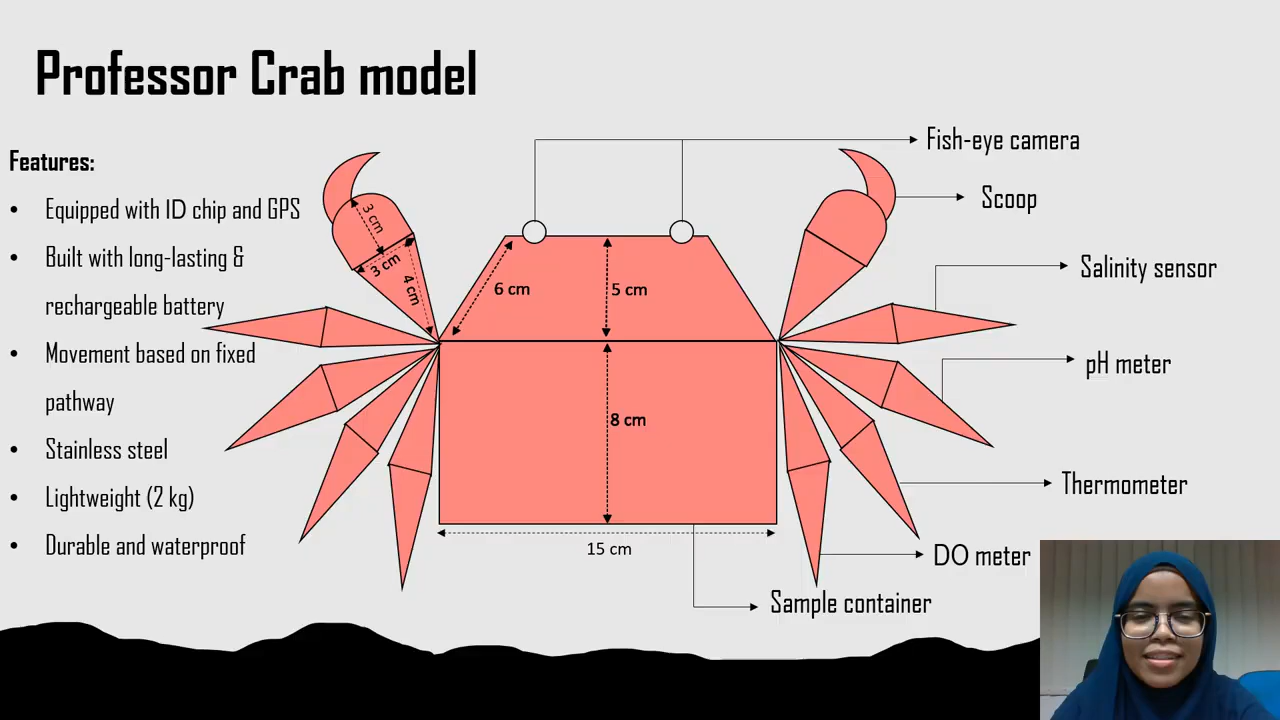 Professor Crab model
Features:
• Equipped with ID chip and GPS
• Built with long-lasting &
rechargeable battery
• Movement based on fixed
pathway
• Stainless steel
• Lightweight (2 kg)
• Durable and waterproof
3 cm
3 cm
4 cm
6 cm
5 cm
8 cm
15 cm
Fish-eye camera
Scoop
Salinity sensor
pH meter
Thermometer
DO meter
Sample container